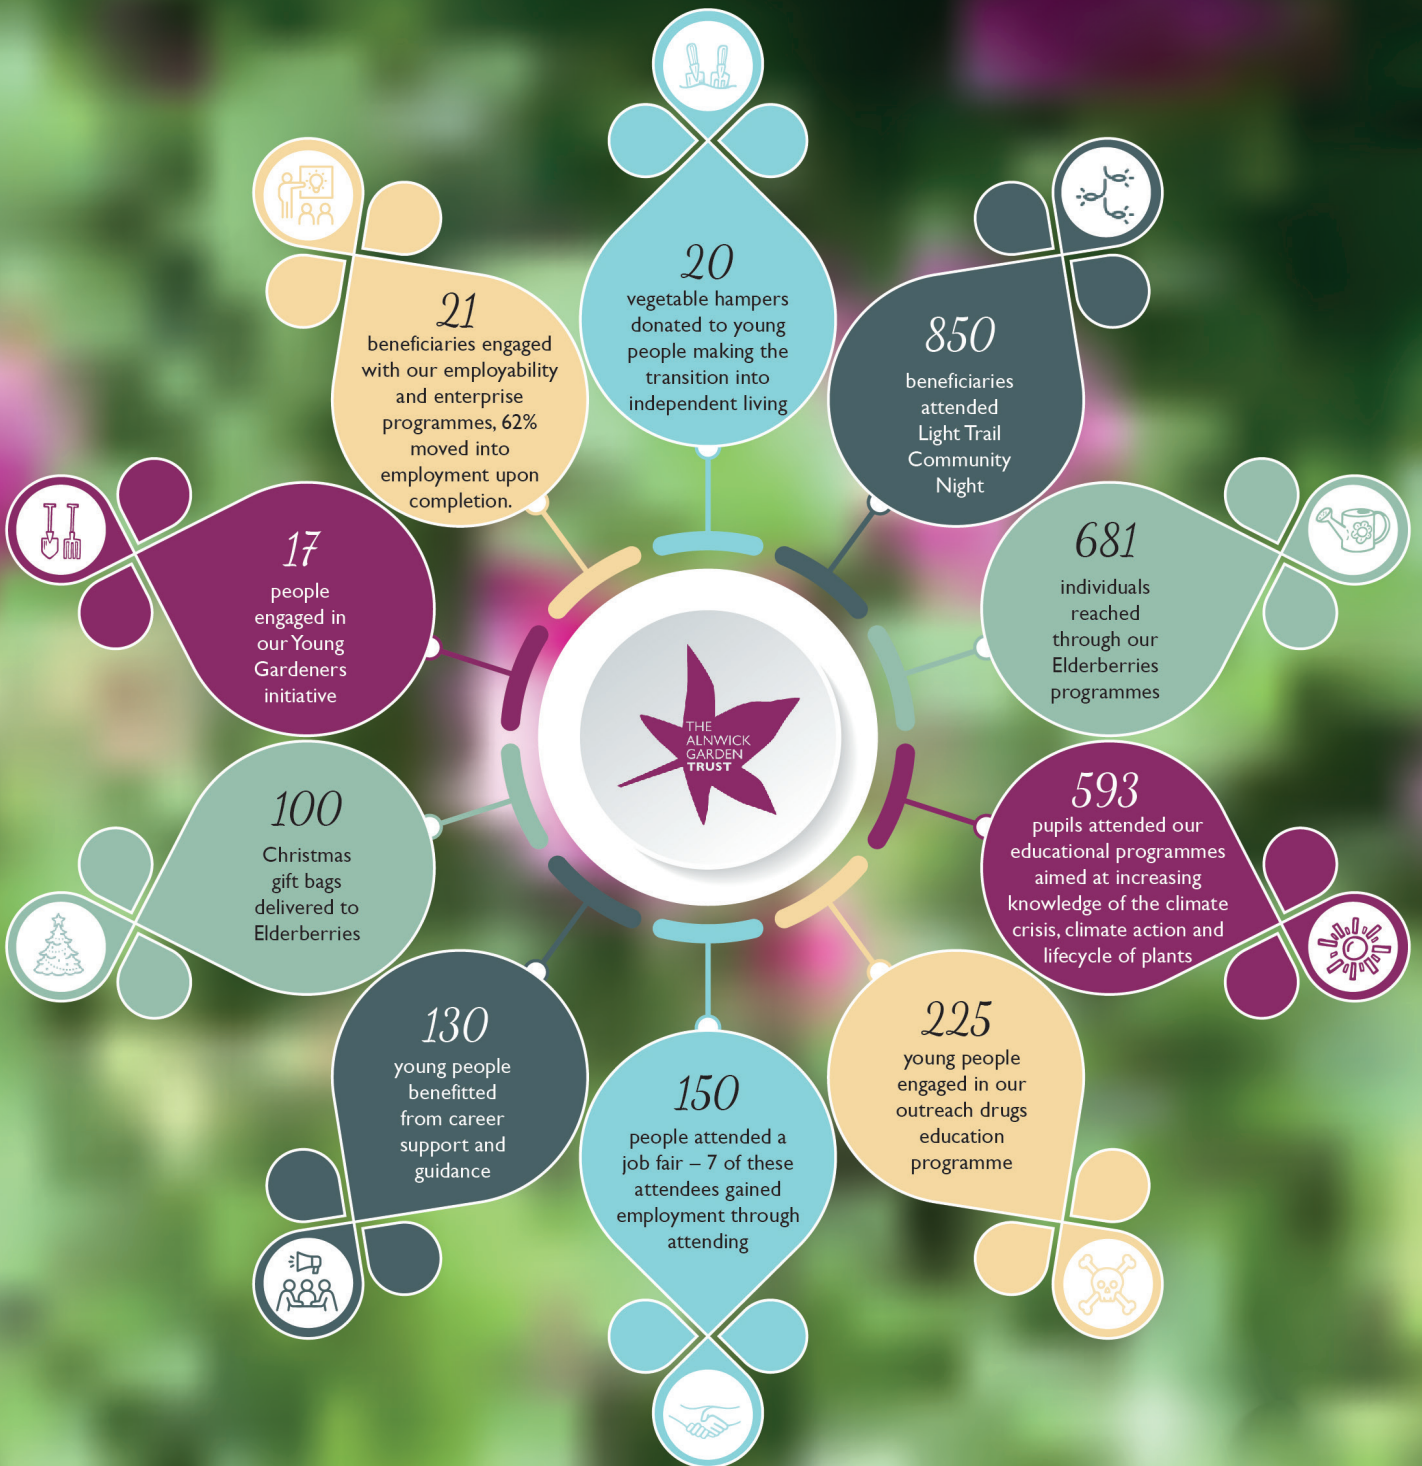 20
vegetable hampers
donated to young
people making the
transition into
independent living
850
beneficiaries
attended
Light Trail
Community
Night
681
individuals
reached
through our
Elderberries
programmes
593
pupils attended our
educational programmes
aimed at increasing
knowledge of the climate
crisis, climate action and
lifecycle of plants
225
young people
engaged in our
outreach drugs
education
programme
150
people attended a
job fair – 7 of these
attendees gained
employment through
attending
130
young people
benefitted
from career
support and
guidance
100
Christmas
gift bags
delivered to
Elderberries
17
people
engaged in
our Young
Gardeners
initiative
21
beneficiaries engaged
with our employability
and enterprise
programmes, 62%
moved into
employment upon
completion.
THE
ALNWICK
GARDEN
TRUST